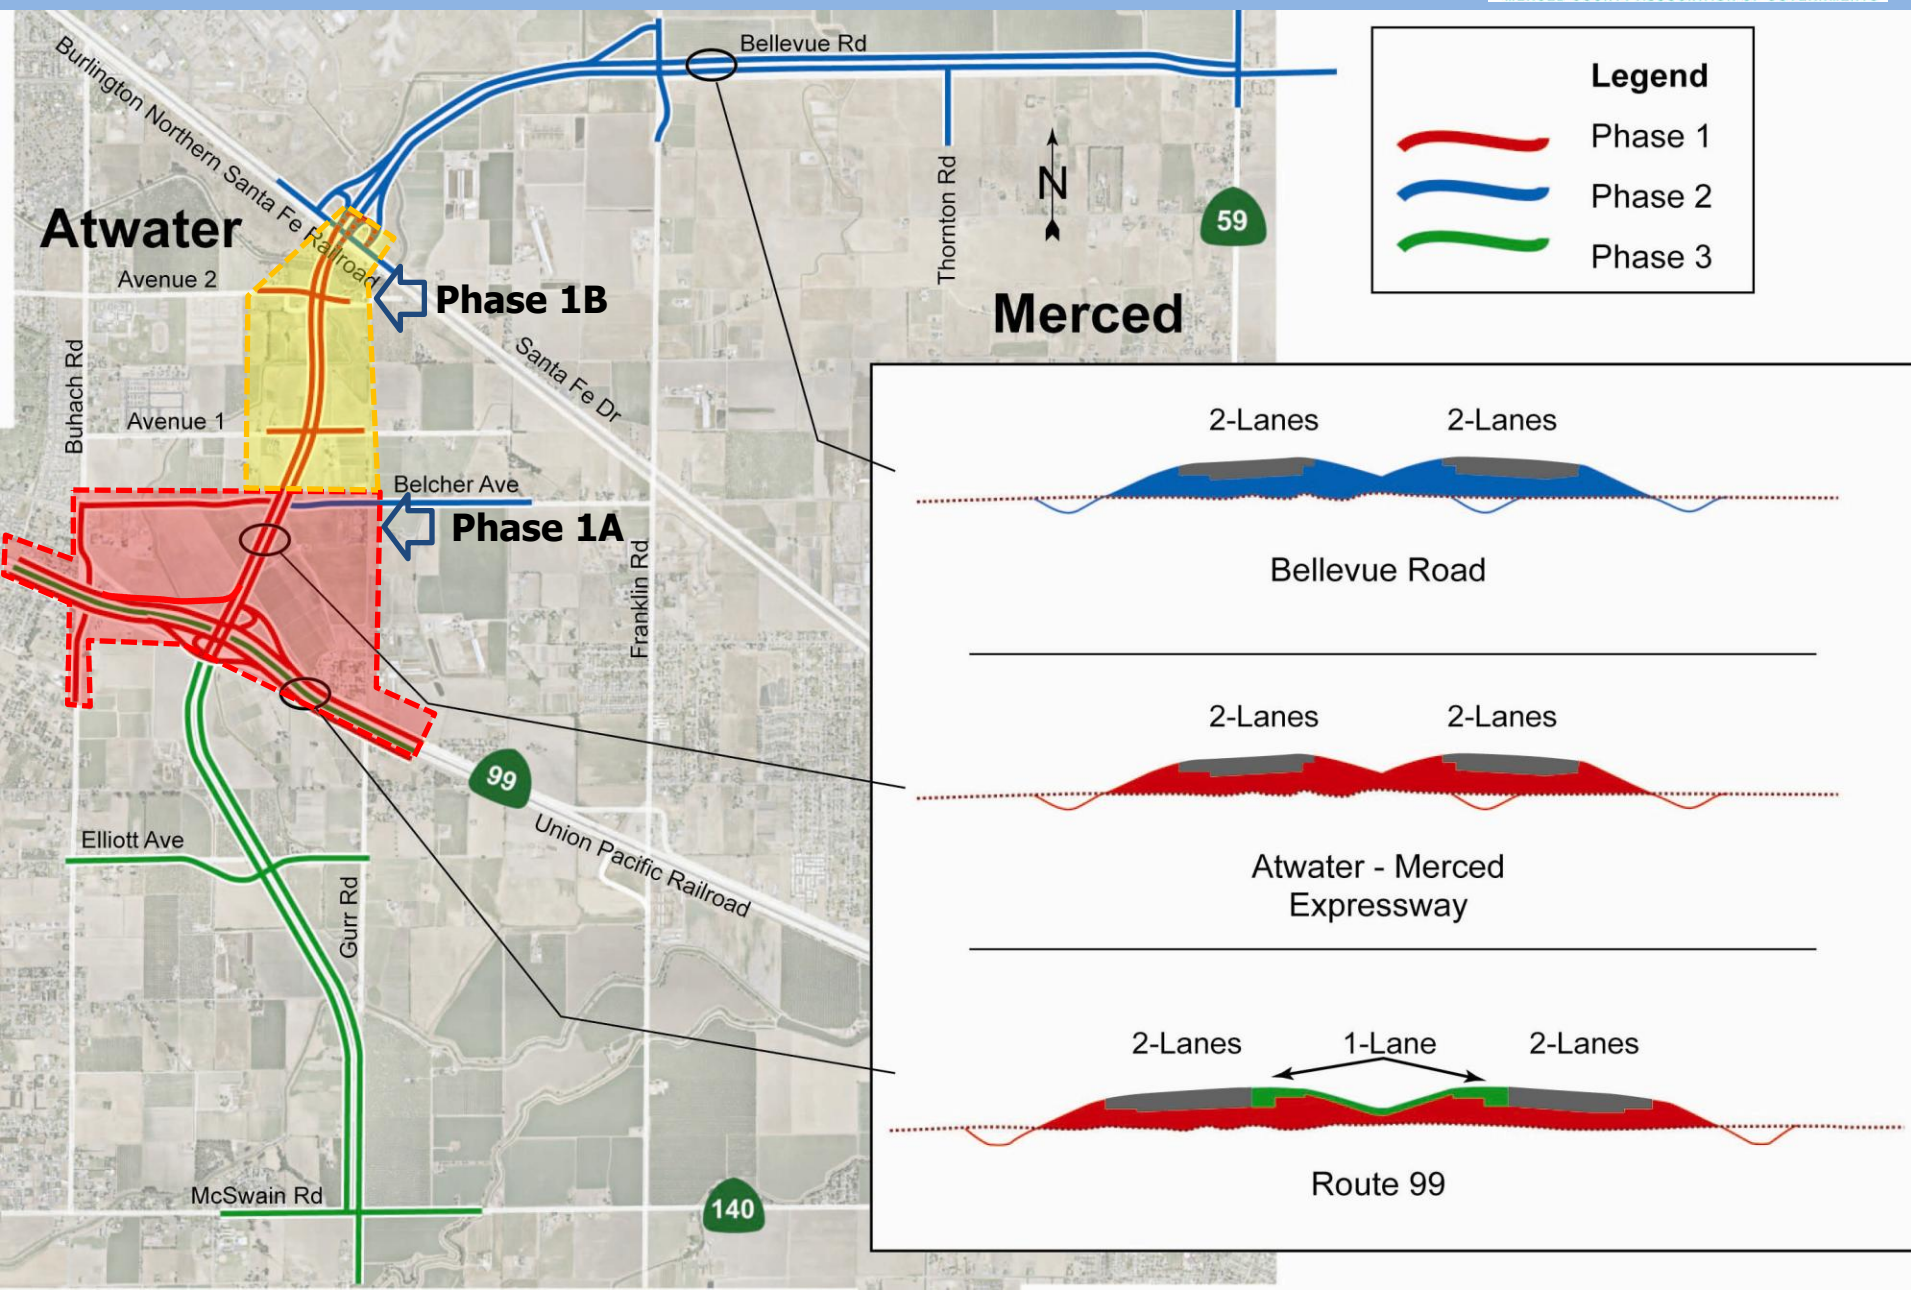 Burlington Northern Santa Fe Railroad
Bellevue Rd
Legend
Phase 1
Phase 2
Phase 3
Thornton Rd
N
59
Atwater
Avenue 2
Phase 1B
Merced
Santa Fe Dr
Buhach Rd
Avenue 1
Belcher Ave
Phase 1A
Franklin Rd
99
Union Pacific Railroad
Elliott Ave
Gurr Rd
McSwain Rd
140
2-Lanes 2-Lanes
Bellevue Road
2-Lanes 2-Lanes
Atwater - Merced
Expressway
2-Lanes 1-Lane 2-Lanes
Route 99